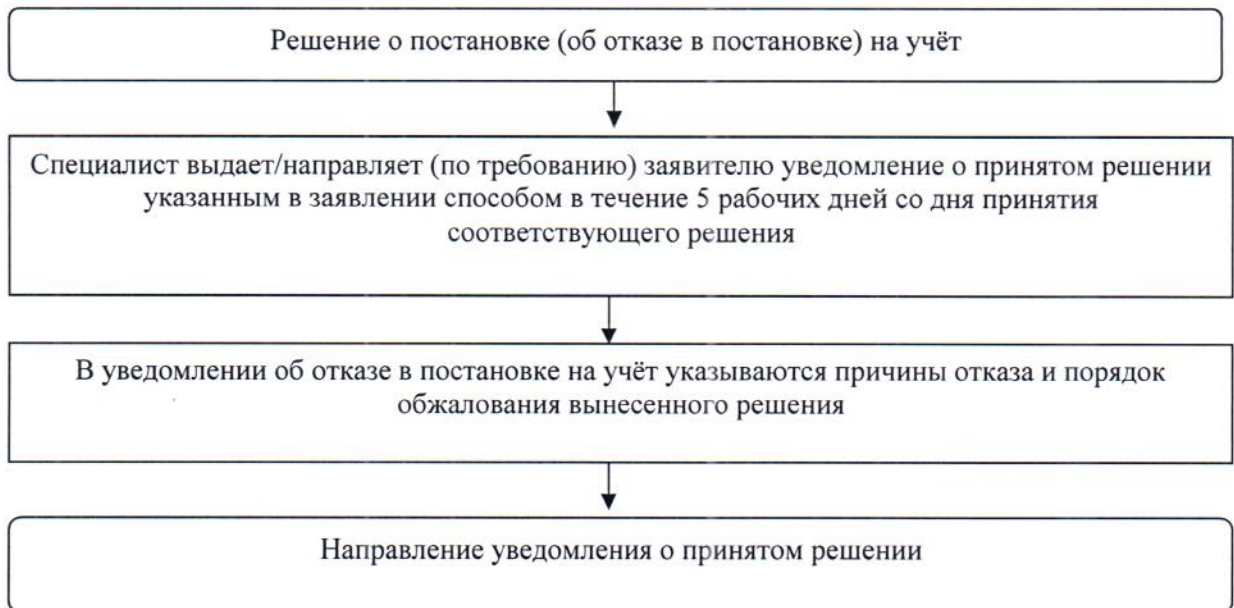 Решение о постановке (об отказе в постановке) на учёт
Специалист выдает/направляет (по требованию) заявителю уведомление о принятом решении
указанным в заявлении способом в течение 5 рабочих дней со дня принятия
соответствующего решения
В уведомлении об отказе в постановке на учёт указываются причины отказа и порядок
обжалования вынесенного решения
Направление уведомления о принятом решении